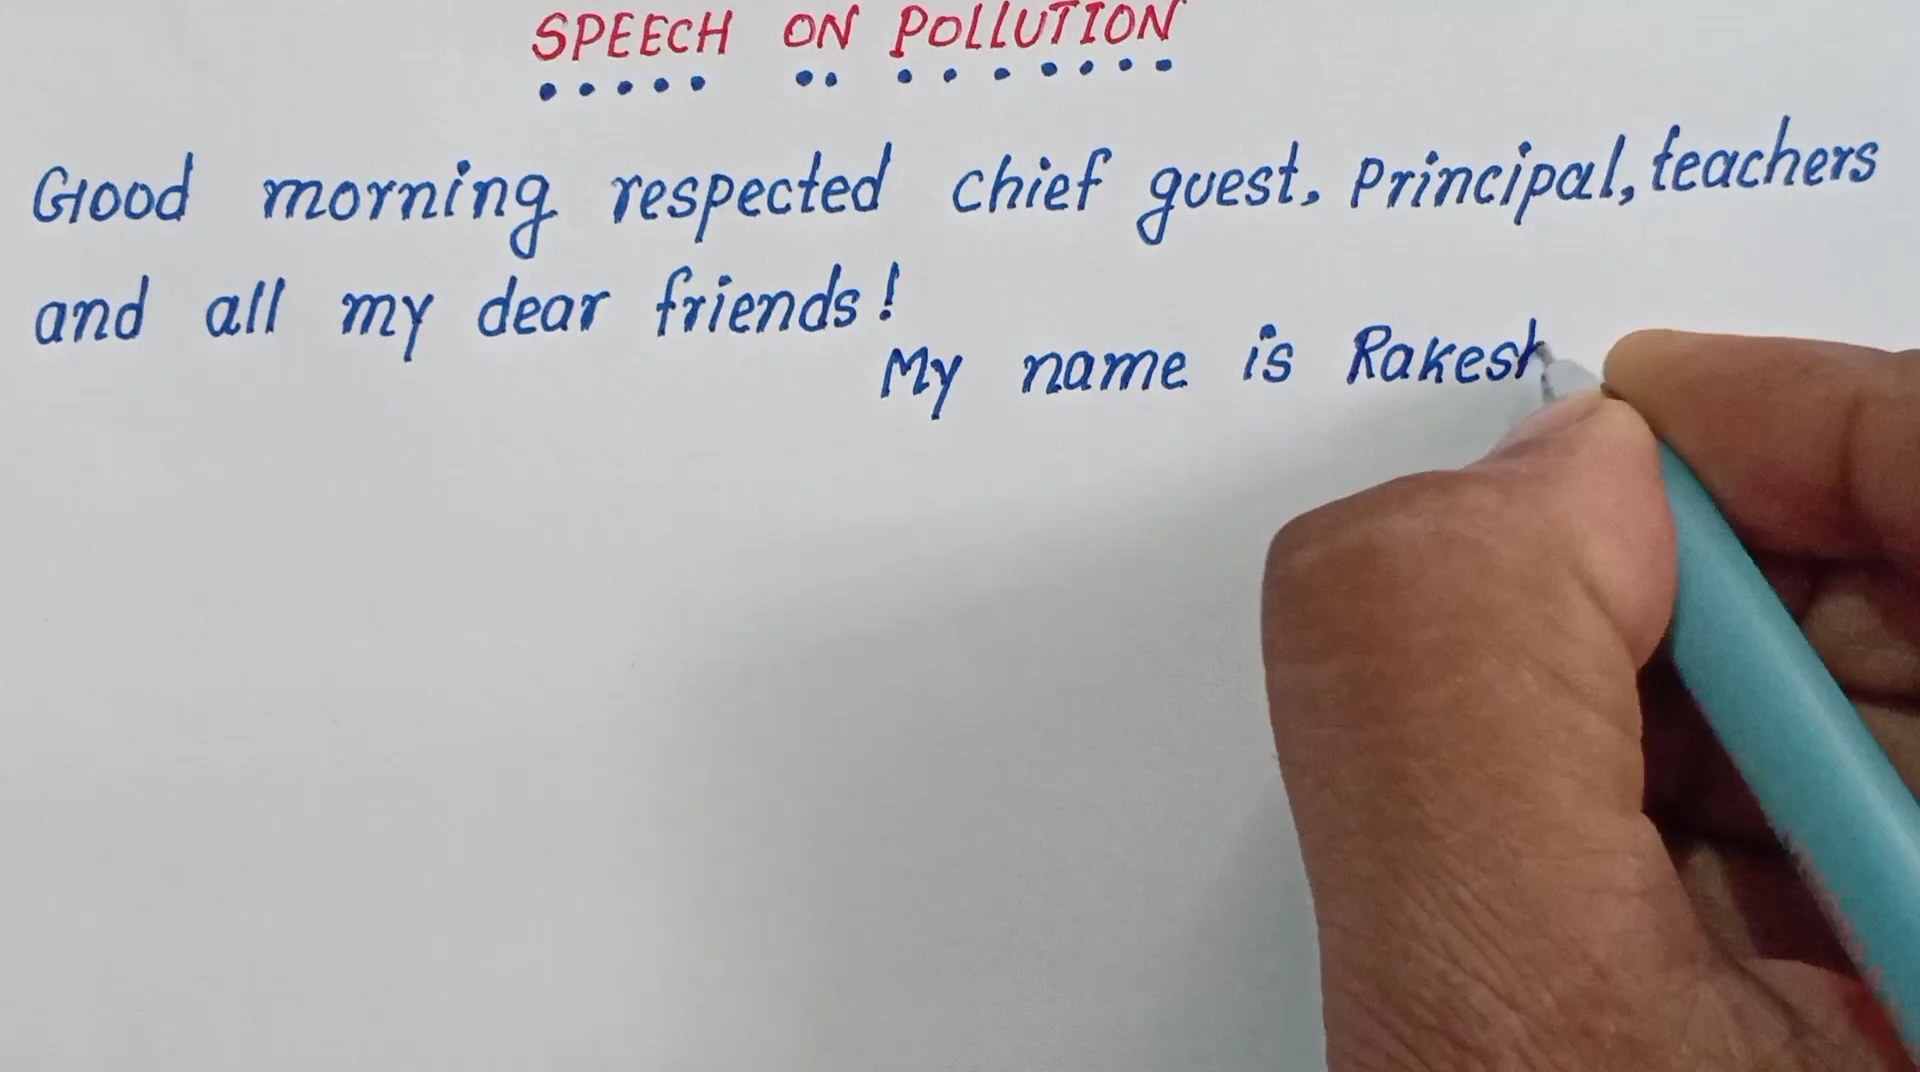 SPEECH ON POLLUTION
Good morning respected chief guest, Principal, teachers
and all my dear friends!
My name is Rakesh